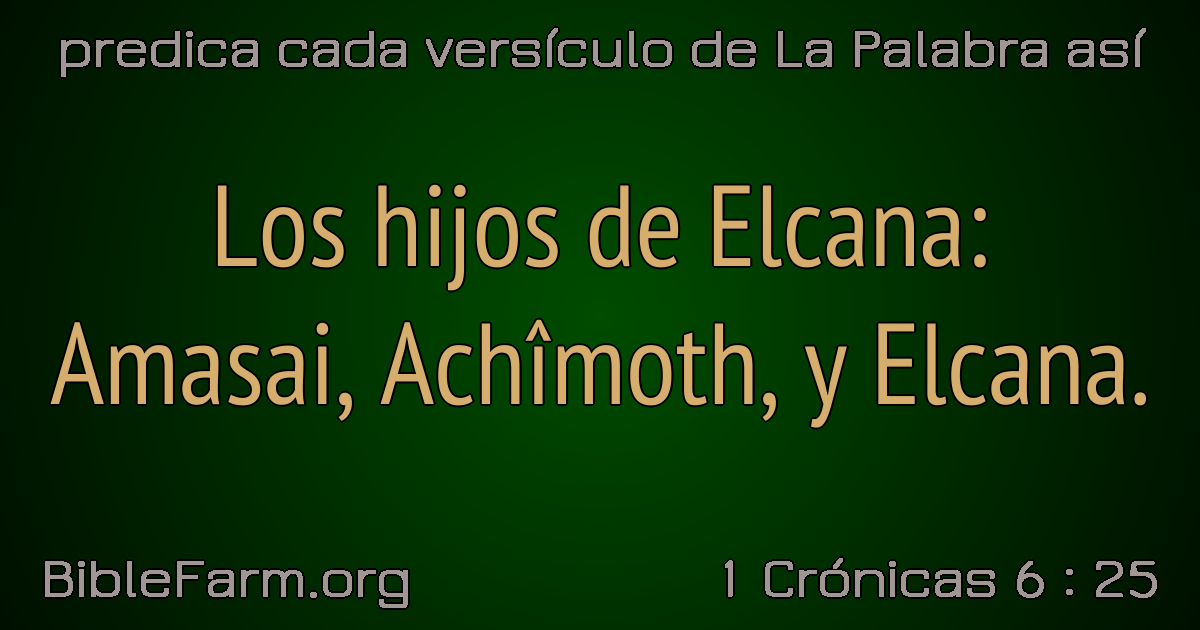 predica cada versículo de La Palabra así
Los hijos de Elcana:
Amasai, Achîmoth, y Elcana.
BibleFarm.org
1 Crónicas 6 : 25